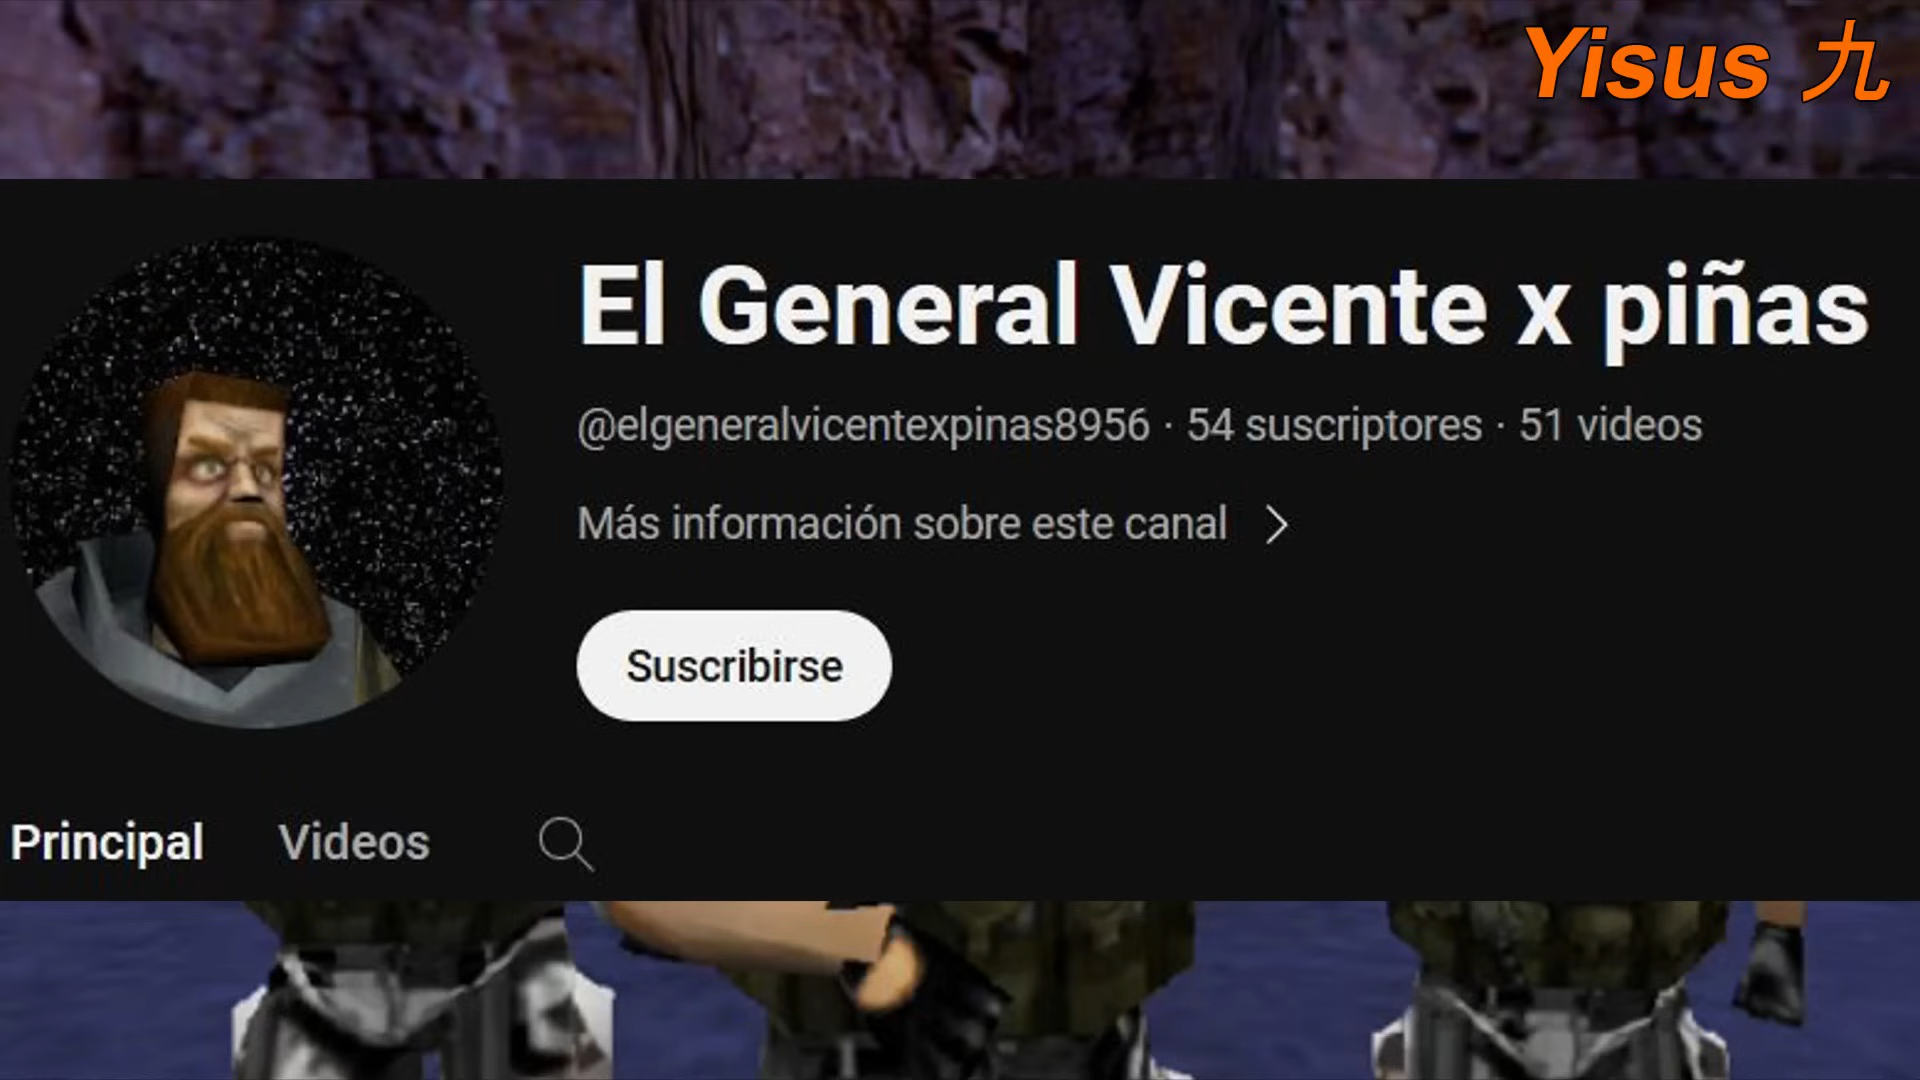 Yisus 九
El General Vicente x piñas
@elgeneralvicentexpinas8956 · 54 suscriptores · 51 videos
Más información sobre este canal
Suscribirse
Principal Videos